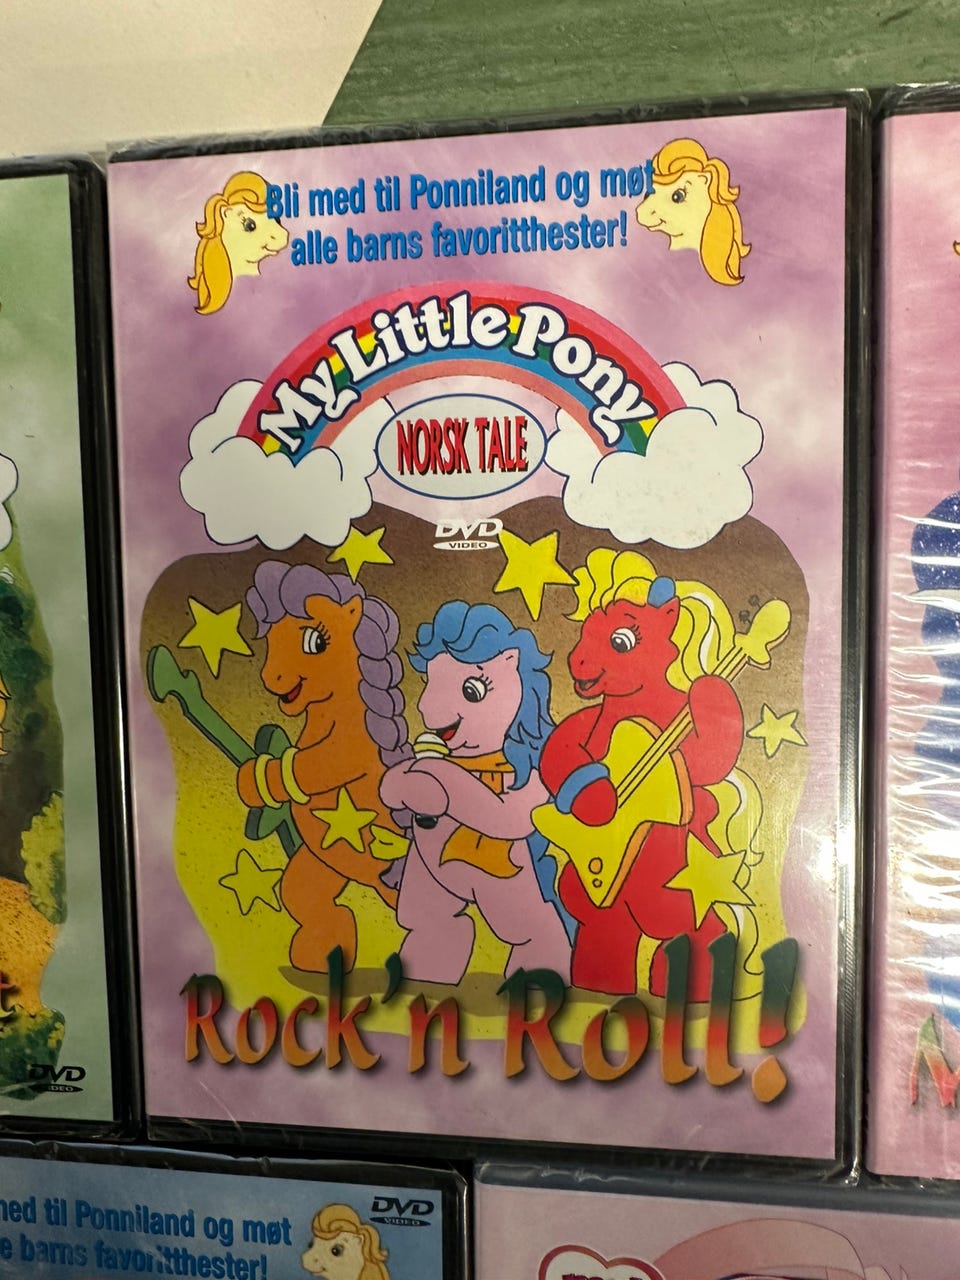 Bli med til Ponniland og møt
alle barns favoritthester!
My Little Pony
NORSK TALE
DVD
VIDEO
Rock'n Roll!
t
DVD
VIDEO
ned til Ponniland og møt
e barns favoritthester!
DVD
VIDEO